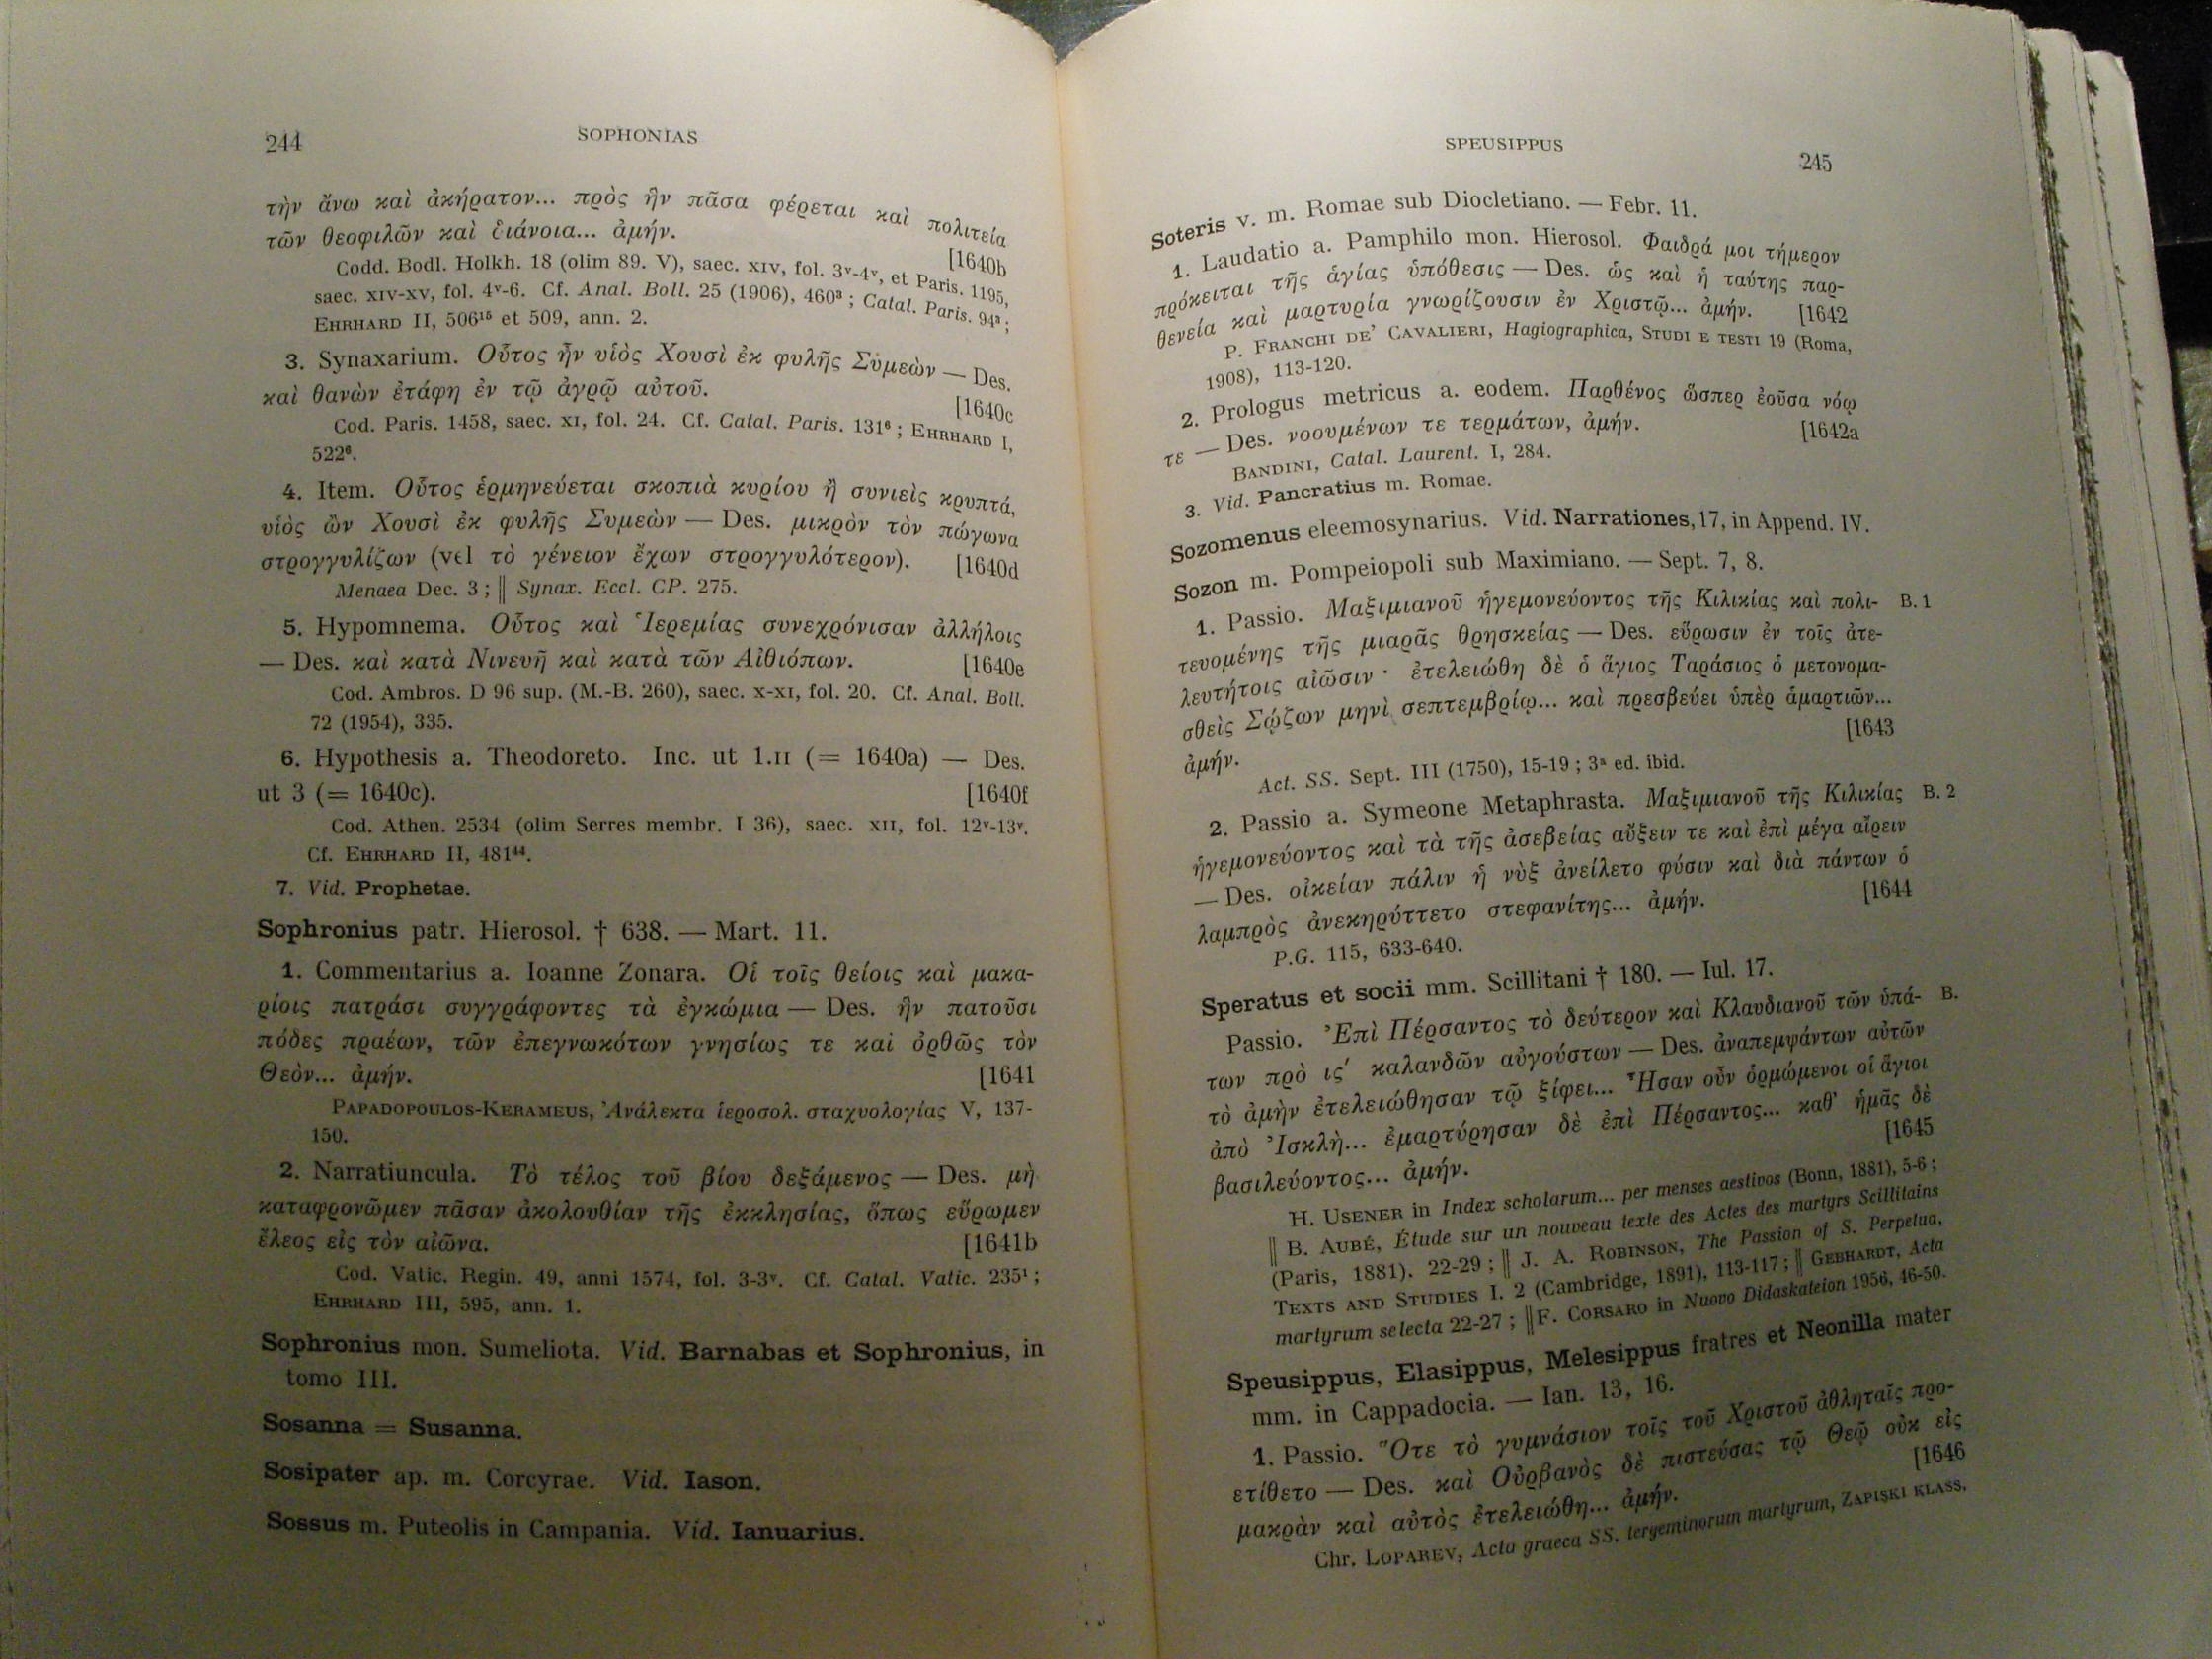 244
SOPHONIAS
τὴν ἄνω καὶ ἀκήρατον... πρὸς ἣν πᾶσα φέρεται καὶ πολιτεία
τῶν θεοφιλῶν καὶ διάνοια... ἀμήν. [1640b
Codd. Bodl. Holkh. 18 (olim 89. V), saec. XIV, fol. 3ᵛ-4ᵛ, et Paris. 1195,
saec. XIV-XV, fol. 4ᵛ-6. Cf. Anal. Boll. 25 (1906), 460³ ; Catal. Paris. 94³ ;
EHRHARD II, 506¹⁵ et 509, ann. 2.
3. Synaxarium. Οὗτος ἦν υἱὸς Χουσὶ ἐκ φυλῆς Συμεὼν — Des.
καὶ θανὼν ἐτάφη ἐν τῷ ἀγρῷ αὐτοῦ. [1640c
Cod. Paris. 1458, saec. XI, fol. 24. Cf. Catal. Paris. 131⁶ ; EHRHARD I,
522⁶.
4. Item. Οὗτος ἑρμηνεύεται σκοπιὰ κυρίου ἢ συνιεὶς κρυπτά,
υἱὸς ὢν Χουσὶ ἐκ φυλῆς Συμεὼν — Des. μικρὸν τὸν πώγωνα
στρογγυλίζων (vel τὸ γένειον ἔχων στρογγυλότερον). [1640d
Menaea Dec. 3 ; ‖ Synax. Eccl. CP. 275.
5. Hypomnema. Οὗτος καὶ Ἱερεμίας συνεχρόνισαν ἀλλήλοις
— Des. καὶ κατὰ Νινευῆ καὶ κατὰ τῶν Αἰθιόπων. [1640e
Cod. Ambros. D 96 sup. (M.-B. 260), saec. X-XI, fol. 20. Cf. Anal. Boll.
72 (1954), 335.
6. Hypothesis a. Theodoreto. Inc. ut 1.II (= 1640a) — Des.
ut 3 (= 1640c). [1640f
Cod. Athen. 2534 (olim Serres membr. I 36), saec. XII, fol. 12ᵛ-13ᵛ.
Cf. EHRHARD II, 481⁴⁴.
7. Vid. Prophetae.
Sophronius patr. Hierosol. † 638. — Mart. 11.
1. Commentarius a. Ioanne Zonara. Οἱ τοῖς θείοις καὶ μακα-
ρίοις πατράσι συγγράφοντες τὰ ἐγκώμια — Des. ἣν πατοῦσι
πόδες πραέων, τῶν ἐπεγνωκότων γνησίως τε καὶ ὀρθῶς τὸν
Θεὸν... ἀμήν. [1641
PAPADOPOULOS-KERAMEUS, Ἀνάλεκτα ἱεροσολ. σταχυολογίας V, 137-
150.
2. Narratiuncula. Τὸ τέλος τοῦ βίου δεξάμενος — Des. μὴ
καταφρονῶμεν πᾶσαν ἀκολουθίαν τῆς ἐκκλησίας, ὅπως εὕρωμεν
ἔλεος εἰς τὸν αἰῶνα. [1641b
Cod. Vatic. Regin. 49, anni 1574, fol. 3-3ᵛ. Cf. Catal. Vatic. 235¹ ;
EHRHARD III, 595, ann. 1.
Sophronius mon. Sumeliota. Vid. Barnabas et Sophronius, in
tomo III.
Sosanna = Susanna.
Sosipater ap. m. Corcyrae. Vid. Iason.
Sossus m. Puteolis in Campania. Vid. Ianuarius.
SPEUSIPPUS
245
Soteris v. m. Romae sub Diocletiano. — Febr. 11.
1. Laudatio a. Pamphilo mon. Hierosol. Φαιδρά μοι τήμερον
πρόκειται τῆς ἁγίας ὑπόθεσις — Des. ὡς καὶ ἡ ταύτης παρ-
θενεία καὶ μαρτυρία γνωρίζουσιν ἐν Χριστῷ... ἀμήν. [1642
P. FRANCHI DE' CAVALIERI, Hagiographica, STUDI E TESTI 19 (Roma,
1908), 113-120.
2. Prologus metricus a. eodem. Παρθένος ὥσπερ ἐοῦσα νόῳ
τε — Des. νοουμένων τε τερμάτων, ἀμήν. [1642a
BANDINI, Catal. Laurent. I, 284.
3. Vid. Pancratius m. Romae.
Sozomenus eleemosynarius. Vid. Narrationes, 17, in Append. IV.
Sozon m. Pompeiopoli sub Maximiano. — Sept. 7, 8.
1. Passio. Μαξιμιανοῦ ἡγεμονεύοντος τῆς Κιλικίας καὶ πολι- B. 1
τευομένης τῆς μιαρᾶς θρησκείας — Des. εὕρωσιν ἐν τοῖς ἀτε-
λευτήτοις αἰῶσιν · ἐτελειώθη δὲ ὁ ἅγιος Ταράσιος ὁ μετονομα-
σθεὶς Σώζων μηνὶ σεπτεμβρίῳ... καὶ πρεσβεύει ὑπὲρ ἁμαρτιῶν...
ἀμήν. [1643
Act. SS. Sept. III (1750), 15-19 ; 3ᵃ ed. ibid.
2. Passio a. Symeone Metaphrasta. Μαξιμιανοῦ τῆς Κιλικίας B. 2
ἡγεμονεύοντος καὶ τὰ τῆς ἀσεβείας αὔξειν τε καὶ ἐπὶ μέγα αἴρειν
— Des. οἰκείαν πάλιν ἡ νὺξ ἀνείλετο φύσιν καὶ διὰ πάντων ὁ
λαμπρὸς ἀνεκηρύττετο στεφανίτης... ἀμήν. [1644
P.G. 115, 633-640.
Speratus et socii mm. Scillitani † 180. — Iul. 17.
Passio. Ἐπὶ Πέρσαντος τὸ δεύτερον καὶ Κλαυδιανοῦ τῶν ὑπά- B.
των πρὸ ις′ καλανδῶν αὐγούστων — Des. ἀναπεμψάντων αὐτῶν
τὸ ἀμὴν ἐτελειώθησαν τῷ ξίφει... Ἦσαν οὖν ὁρμώμενοι οἱ ἅγιοι
ἀπὸ Ἰσκλὴ... ἐμαρτύρησαν δὲ ἐπὶ Πέρσαντος... καθ' ἡμᾶς δὲ
βασιλεύοντος... ἀμήν. [1645
H. USENER in Index scholarum... per menses aestivos (Bonn, 1881), 5-6 ;
‖ B. AUBÉ, Étude sur un nouveau texte des Actes des martyrs Scillitains
(Paris, 1881). 22-29 ; ‖ J. A. ROBINSON, The Passion of S. Perpetua,
TEXTS AND STUDIES I. 2 (Cambridge, 1891), 113-117 ; ‖ GEBHARDT, Acta
martyrum selecta 22-27 ; ‖ F. CORSARO in Nuovo Didaskaleion 1956, 46-50.
Speusippus, Elasippus, Melesippus fratres et Neonilla mater
mm. in Cappadocia. — Ian. 13, 16.
1. Passio. Ὅτε τὸ γυμνάσιον τοῖς τοῦ Χριστοῦ ἀθληταῖς προ-
ετίθετο — Des. καὶ Οὐρβανὸς δὲ πιστεύσας τῷ Θεῷ οὐκ εἰς
μακρὰν καὶ αὐτὸς ἐτελειώθη... ἀμήν. [1646
Chr. LOPAREV, Acta graeca SS. tergeminorum martyrum, ZAPISKI KLASS.